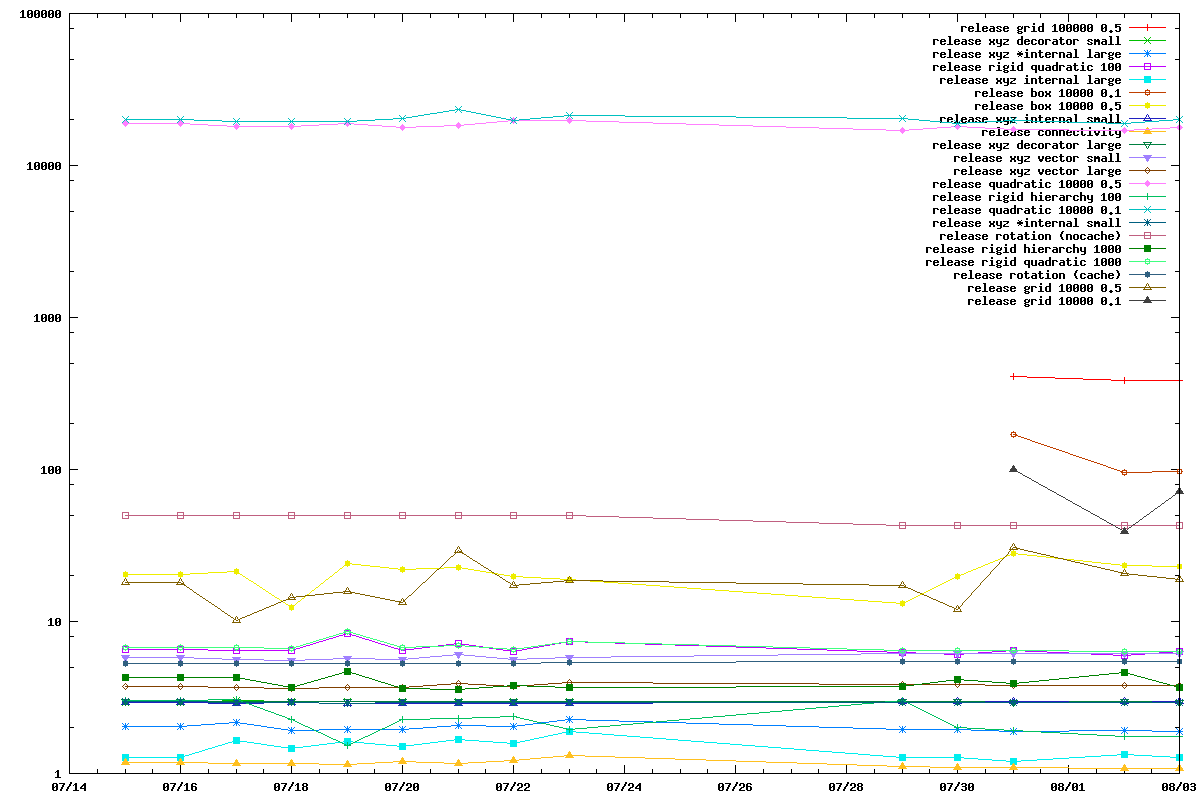 100000
10000
1000
100
10
1
release grid 100000 0.5
release xyz decorator small
release xyz *internal large
release rigid quadratic 100
release xyz internal large
release box 10000 0.1
release box 10000 0.5
release xyz internal small
release connectivity
release xyz decorator large
release xyz vector small
release xyz vector large
release quadratic 10000 0.5
release rigid hierarchy 100
release quadratic 10000 0.1
release xyz *internal small
release rotation (nocache)
release rigid hierarchy 1000
release rigid quadratic 1000
release rotation (cache)
release grid 10000 0.5
release grid 10000 0.1
07/14 07/16 07/18 07/20 07/22 07/24 07/26 07/28 07/30 08/01 08/03